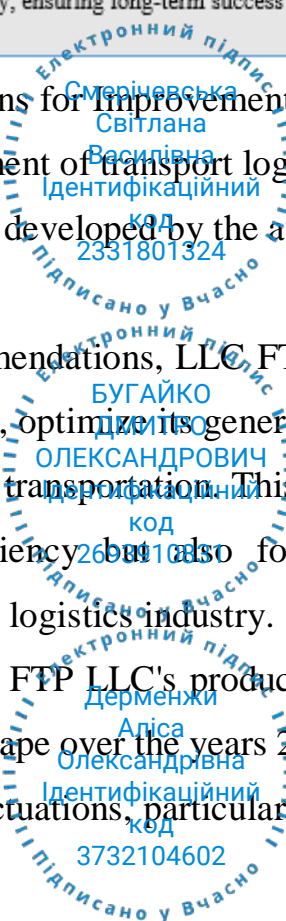 y, ensuring long-term success
Електронний підпис
ns for Improvement
Смерічевська
Світлана
Василівна
ent of transport log
Ідентифікаційний
код
developed by the a
2331801324
Підписано у Вчасно
Електронний підпис
mendations, LLC FT
БУГАЙКО
ДМИТРО
, optimize its gener
ОЛЕКСАНДРОВИЧ
transportation. This
Ідентифікаційний
код
iency but also fo
Підписано у Вчасно
logistics industry.
Електронний підпис
FTP LLC's produc
Дерменжи
Аліса
ape over the years 2
Олександрівна
Ідентифікаційний
ctuations, particular
код
3732104602
Підписано у Вчасно